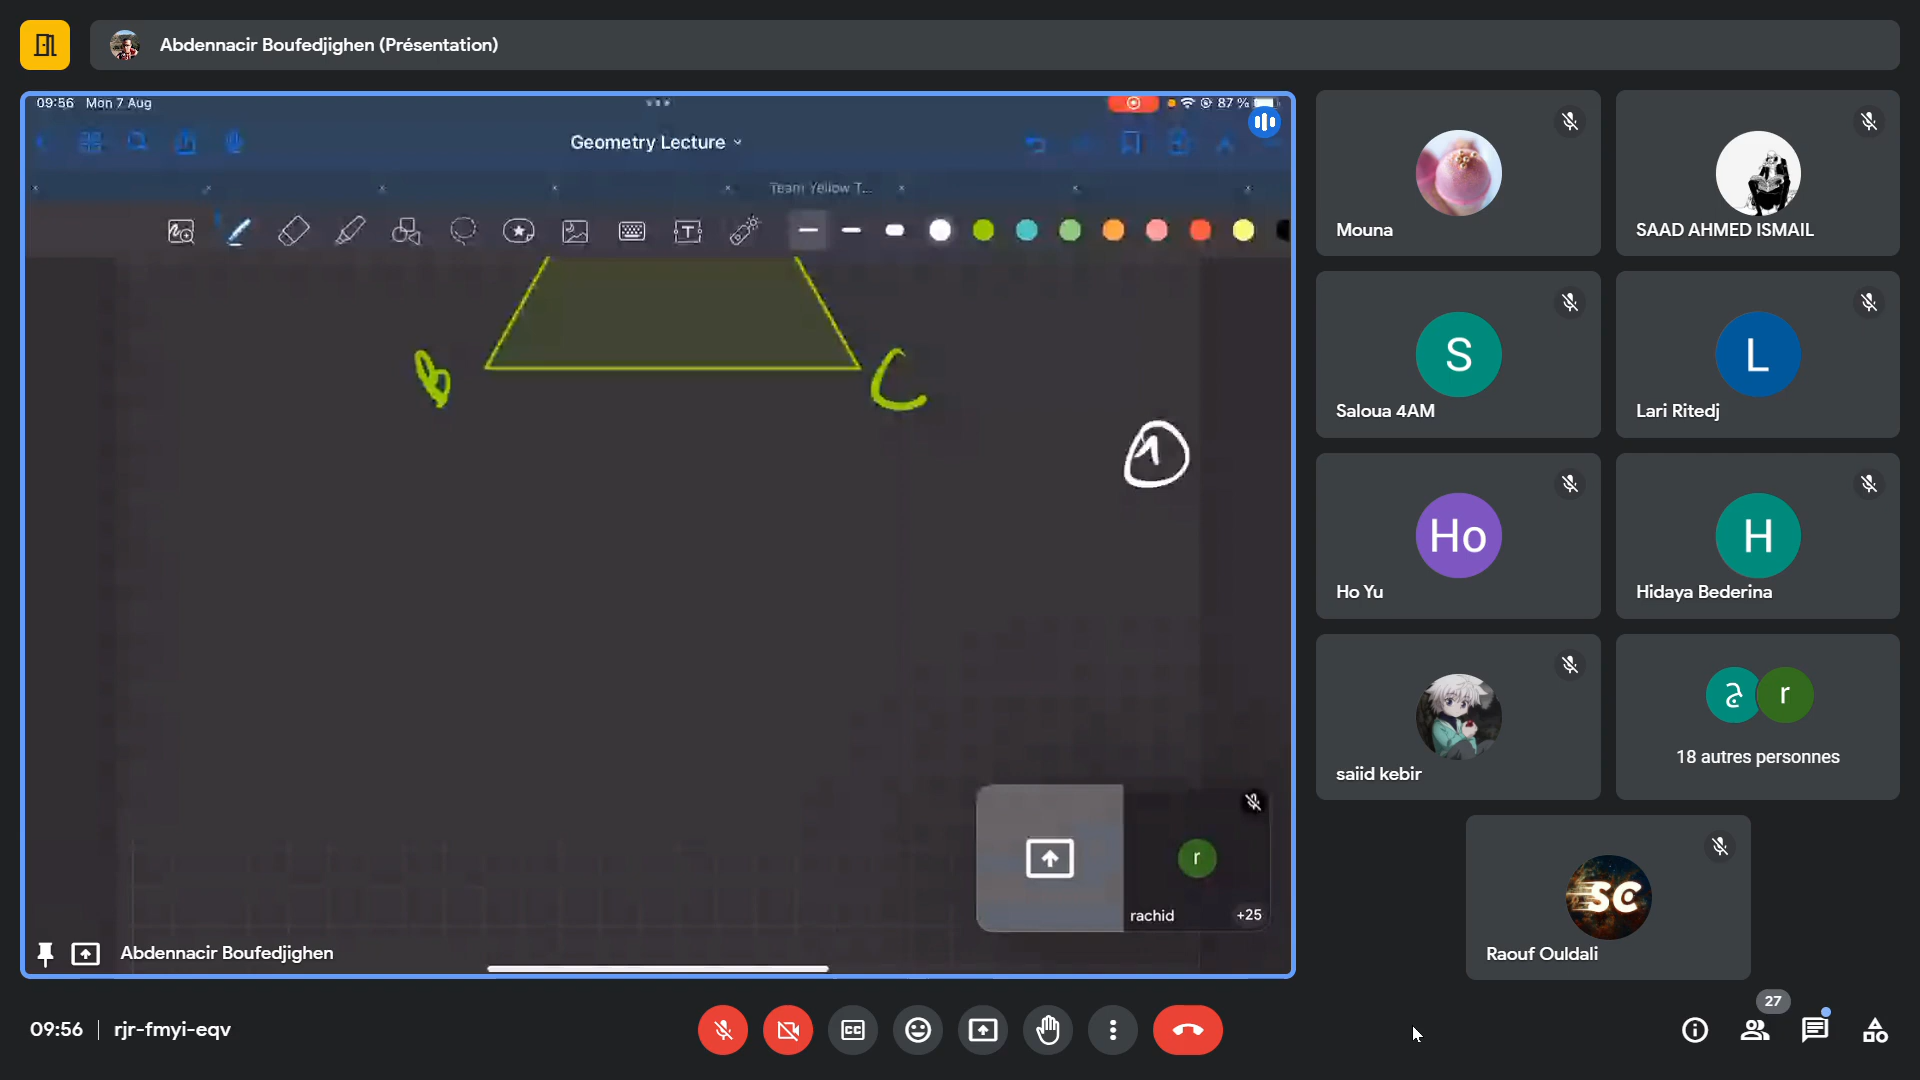 Abdennacir Boufedjighen (Présentation)
09:56 Mon 7 Aug
87 %
Geometry Lecture
Team Yellow T...
T
B
C
1
r
rachid
+25
Abdennacir Boufedjighen
Mouna
SAAD AHMED ISMAIL
S
Saloua 4AM
L
Lari Ritedj
Ho
Ho Yu
H
Hidaya Bederina
saiid kebir
r
18 autres personnes
SC
Raouf Ouldali
09:56
rjr-fmyi-eqv
CC
27